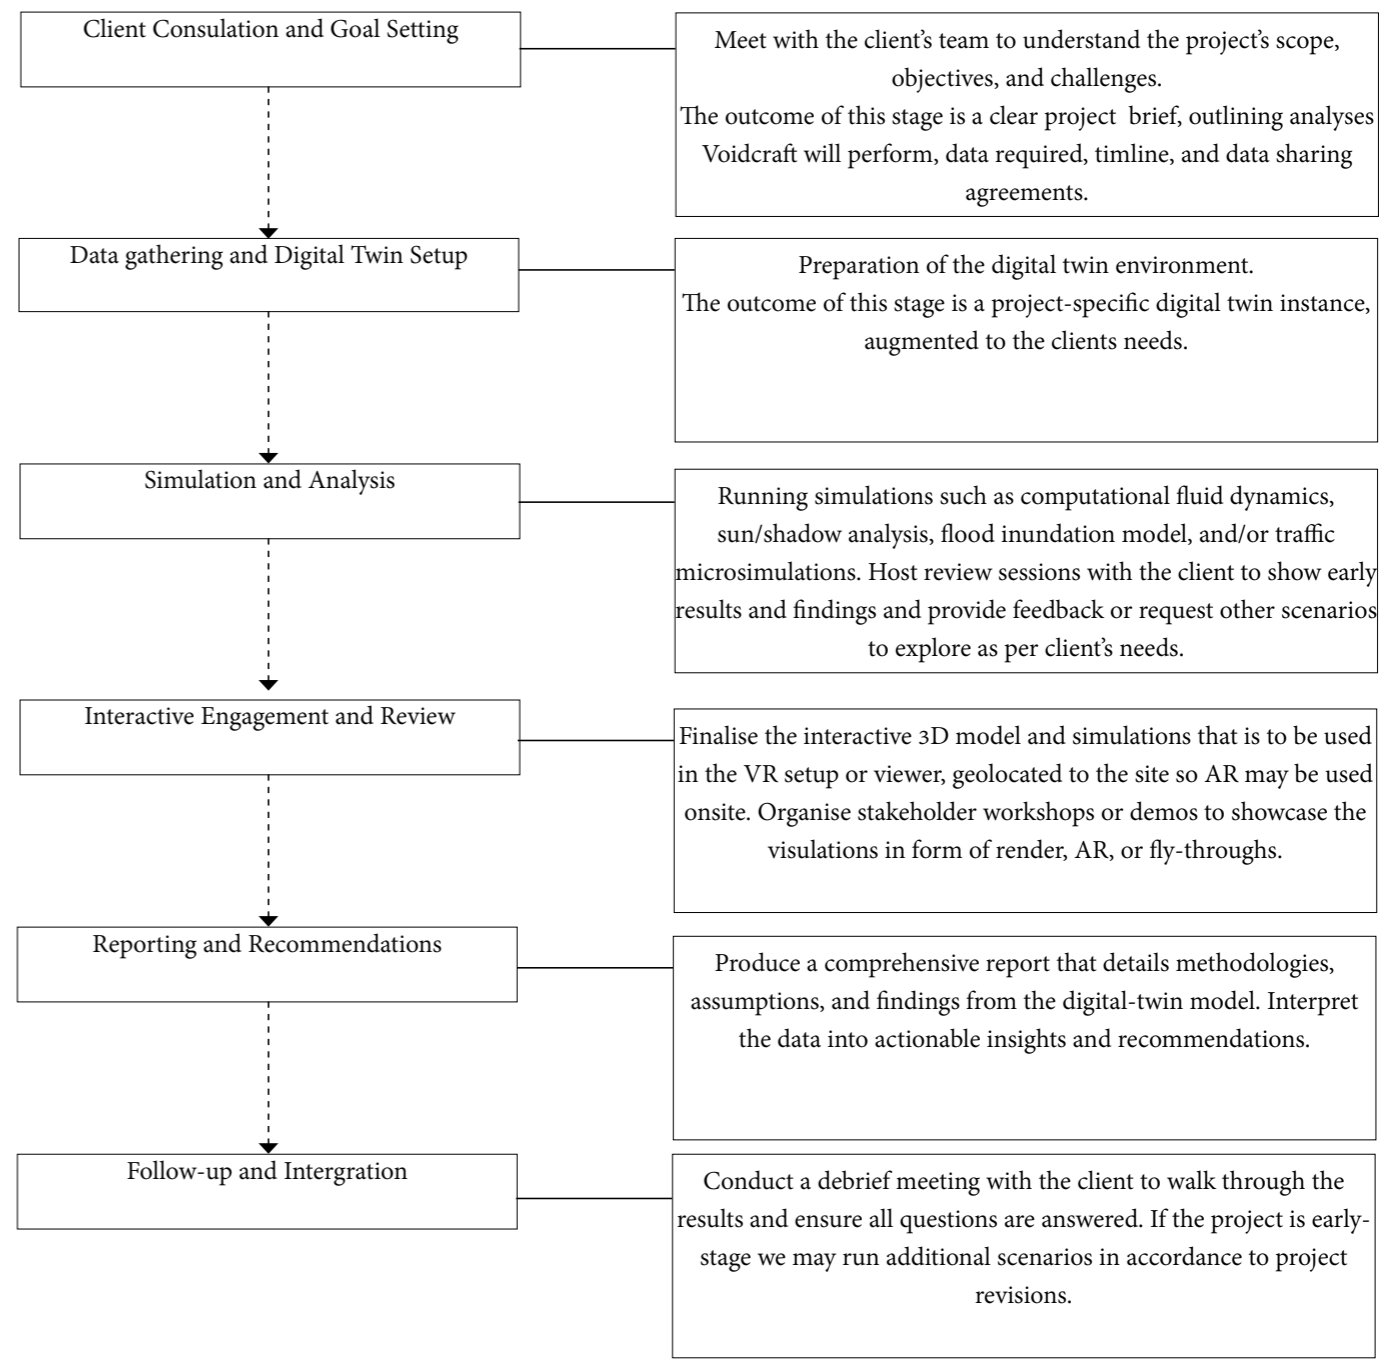 Client Consulation and Goal Setting
Meet with the client's team to understand the project's scope,
objectives, and challenges.
The outcome of this stage is a clear project brief, outlining analyses
Voidcraft will perform, data required, timline, and data sharing
agreements.
Data gathering and Digital Twin Setup
Preparation of the digital twin environment.
The outcome of this stage is a project-specific digital twin instance,
augmented to the clients needs.
Simulation and Analysis
Running simulations such as computational fluid dynamics,
sun/shadow analysis, flood inundation model, and/or traffic
microsimulations. Host review sessions with the client to show early
results and findings and provide feedback or request other scenarios
to explore as per client's needs.
Interactive Engagement and Review
Finalise the interactive 3D model and simulations that is to be used
in the VR setup or viewer, geolocated to the site so AR may be used
onsite. Organise stakeholder workshops or demos to showcase the
visulations in form of render, AR, or fly-throughs.
Reporting and Recommendations
Produce a comprehensive report that details methodologies,
assumptions, and findings from the digital-twin model. Interpret
the data into actionable insights and recommendations.
Follow-up and Intergration
Conduct a debrief meeting with the client to walk through the
results and ensure all questions are answered. If the project is early-
stage we may run additional scenarios in accordance to project
revisions.